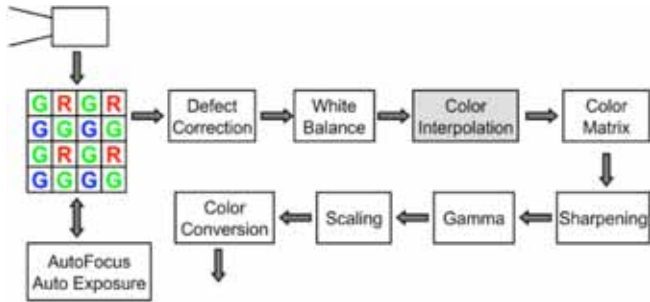 G R G R
G G G G
G R G R
G G G G
Defect
Correction
White
Balance
Color
Interpolation
Color
Matrix
Color
Conversion
Scaling
Gamma
Sharpening
AutoFocus
Auto Exposure